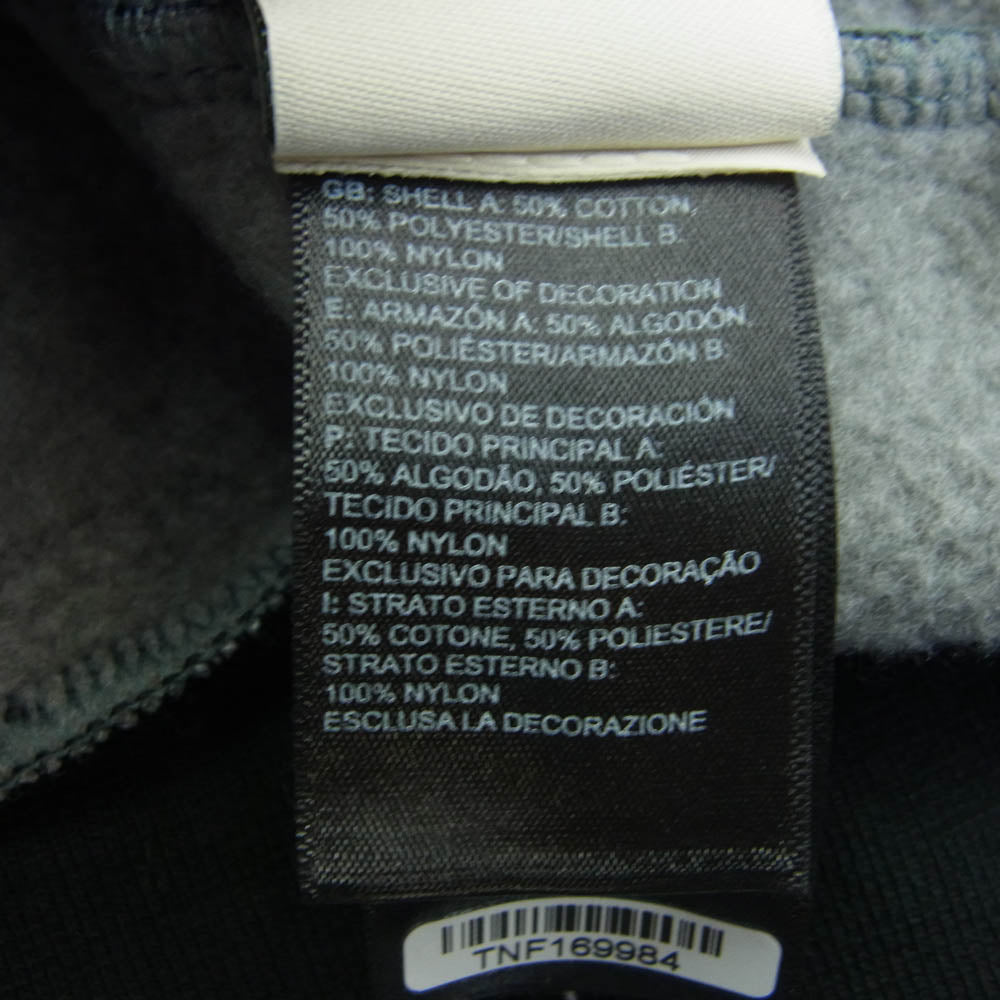 GB: SHELL A: 50% COTTON,
50% POLYESTER/SHELL B:
100% NYLON
EXCLUSIVE OF DECORATION
E: ARMAZÓN A: 50% ALGODÓN,
50% POLIÉSTER/ARMAZÓN B:
100% NYLON
EXCLUSIVO DE DECORACIÓN
P: TECIDO PRINCIPAL A:
50% ALGODÃO, 50% POLIÉSTER/
TECIDO PRINCIPAL B:
100% NYLON
EXCLUSIVO PARA DECORAÇÃO
I: STRATO ESTERNO A:
50% COTONE, 50% POLIESTERE/
STRATO ESTERNO B:
100% NYLON
ESCLUSA LA DECORAZIONE
TNF169984